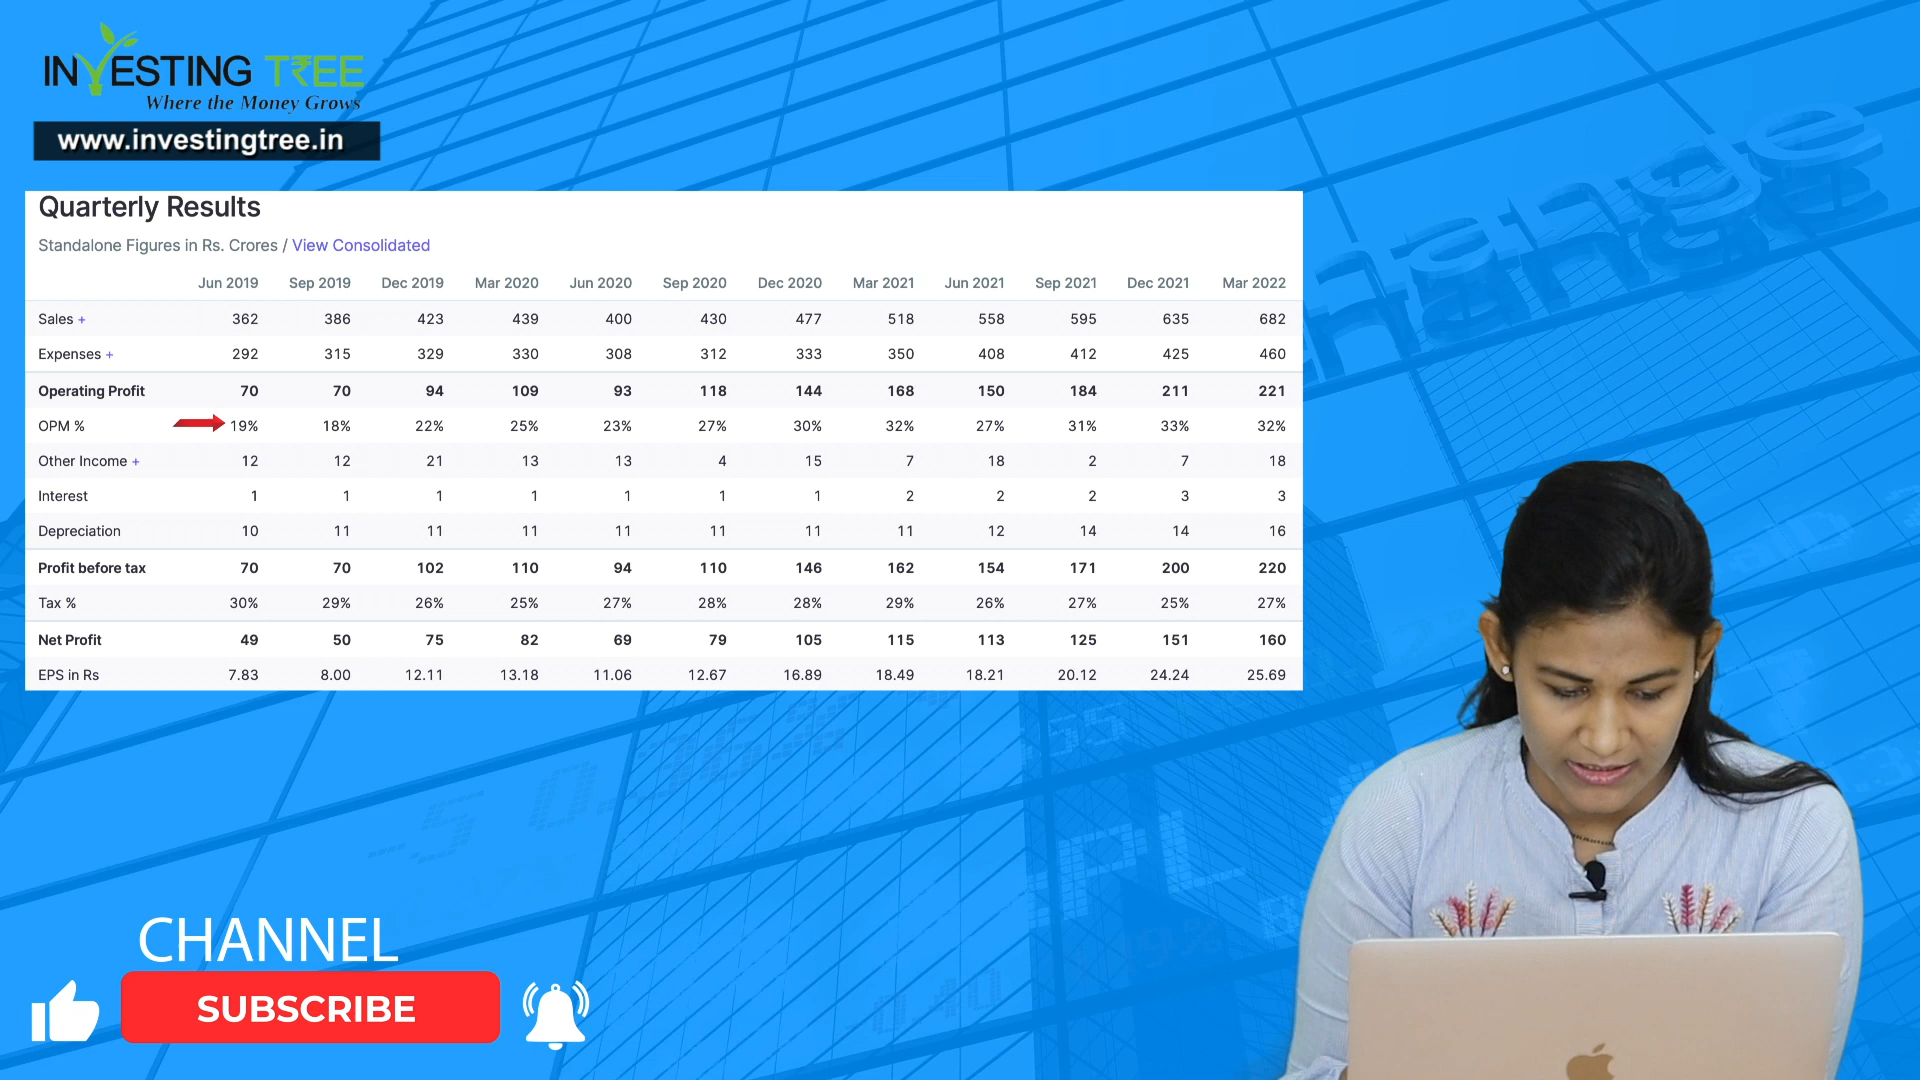 INVESTING TREE
Where the Money Grows
www.investingtree.in
Quarterly Results
Standalone Figures in Rs. Crores / View Consolidated
Jun 2019 Sep 2019 Dec 2019 Mar 2020 Jun 2020 Sep 2020 Dec 2020 Mar 2021 Jun 2021 Sep 2021 Dec 2021 Mar 2022
Sales + 362 386 423 439 400 430 477 518 558 595 635 682
Expenses + 292 315 329 330 308 312 333 350 408 412 425 460
Operating Profit 70 70 94 109 93 118 144 168 150 184 211 221
OPM % 19% 18% 22% 25% 23% 27% 30% 32% 27% 31% 33% 32%
Other Income + 12 12 21 13 13 4 15 7 18 2 7 18
Interest 1 1 1 1 1 1 1 2 2 2 3 3
Depreciation 10 11 11 11 11 11 11 11 12 14 14 16
Profit before tax 70 70 102 110 94 110 146 162 154 171 200 220
Tax % 30% 29% 26% 25% 27% 28% 28% 29% 26% 27% 25% 27%
Net Profit 49 50 75 82 69 79 105 115 113 125 151 160
EPS in Rs 7.83 8.00 12.11 13.18 11.06 12.67 16.89 18.49 18.21 20.12 24.24 25.69
CHANNEL
SUBSCRIBE